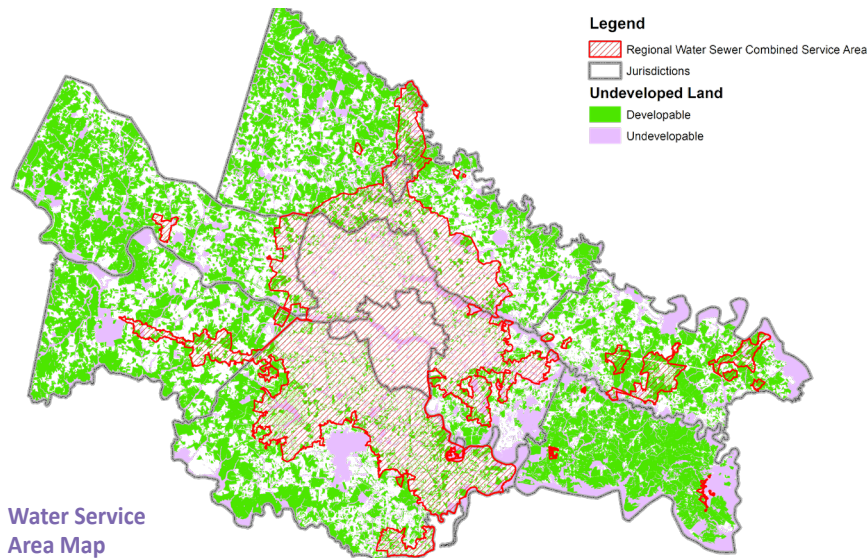 Legend
Regional Water Sewer Combined Service Area
Jurisdictions
Undeveloped Land
Developable
Undevelopable
Water Service
Area Map